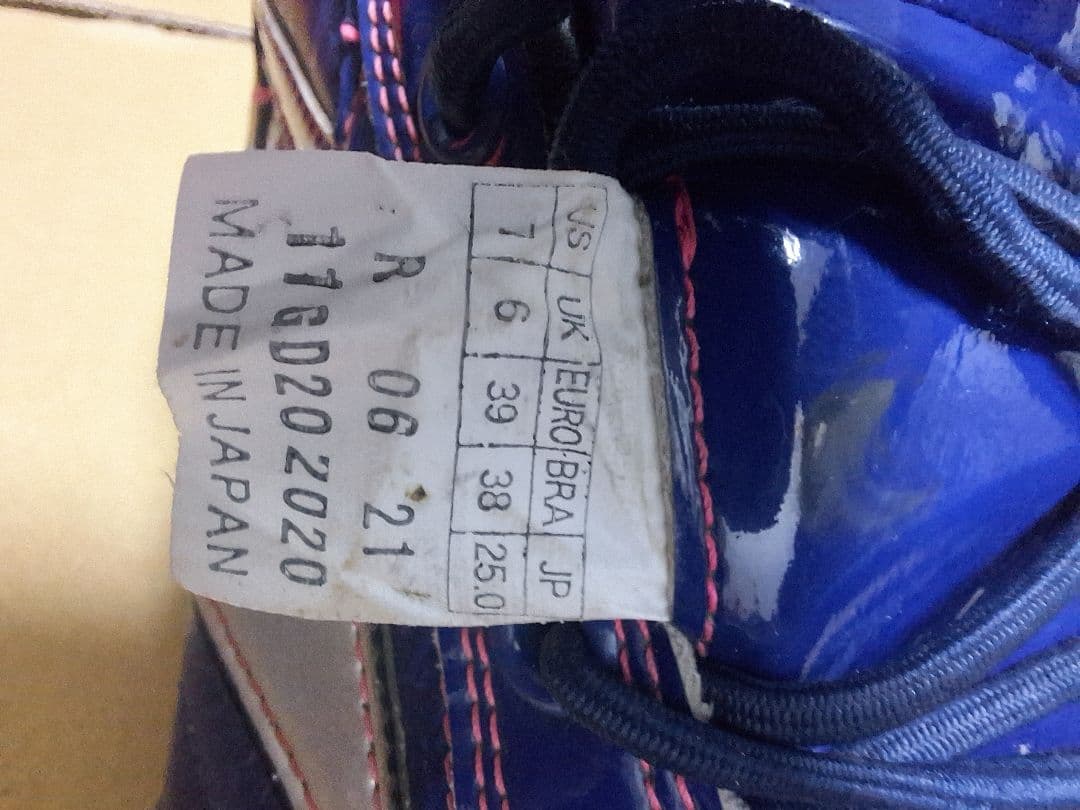 US UK EURO BRA JP
7 6 39 38 25.0
R 06 21
11GD202020
MADE IN JAPAN